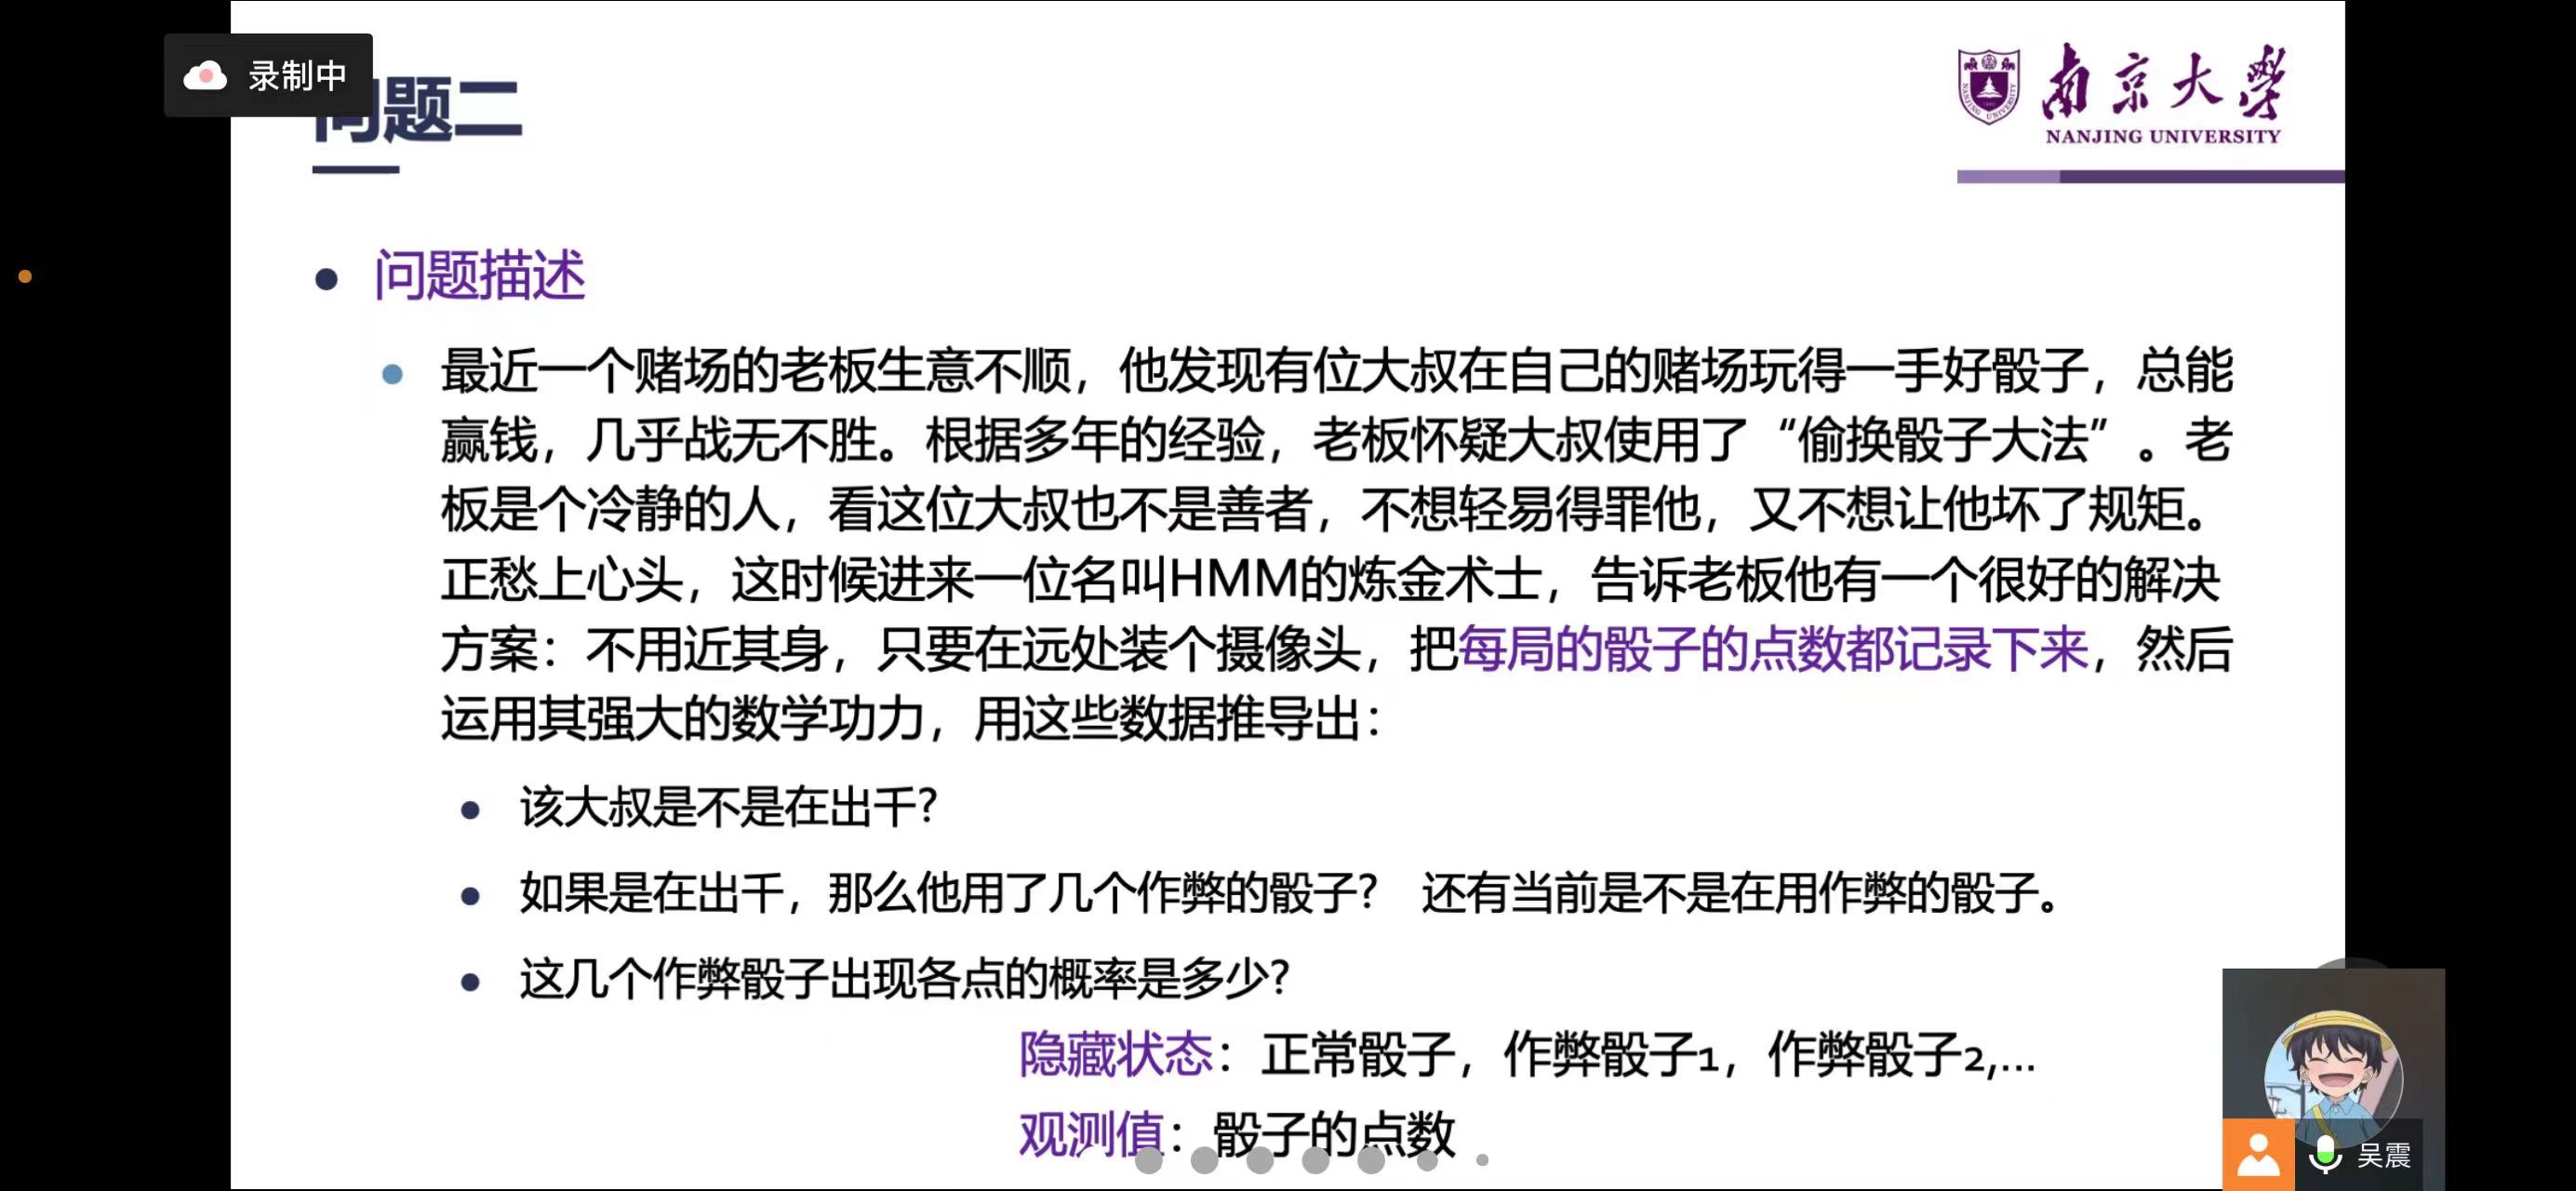 录制中
问题二
南京大學
NANJING UNIVERSITY
问题描述
最近一个赌场的老板生意不顺，他发现有位大叔在自己的赌场玩得一手好骰子，总能
赢钱，几乎战无不胜。根据多年的经验，老板怀疑大叔使用了“偷换骰子大法”。老
板是个冷静的人，看这位大叔也不是善者，不想轻易得罪他，又不想让他坏了规矩。
正愁上心头，这时候进来一位名叫HMM的炼金术士，告诉老板他有一个很好的解决
方案：不用近其身，只要在远处装个摄像头，把每局的骰子的点数都记录下来，然后
运用其强大的数学功力，用这些数据推导出：
该大叔是不是在出千？
如果是在出千，那么他用了几个作弊的骰子？ 还有当前是不是在用作弊的骰子。
这几个作弊骰子出现各点的概率是多少？
隐藏状态：正常骰子，作弊骰子1，作弊骰子2,...
观测值：骰子的点数
吴震